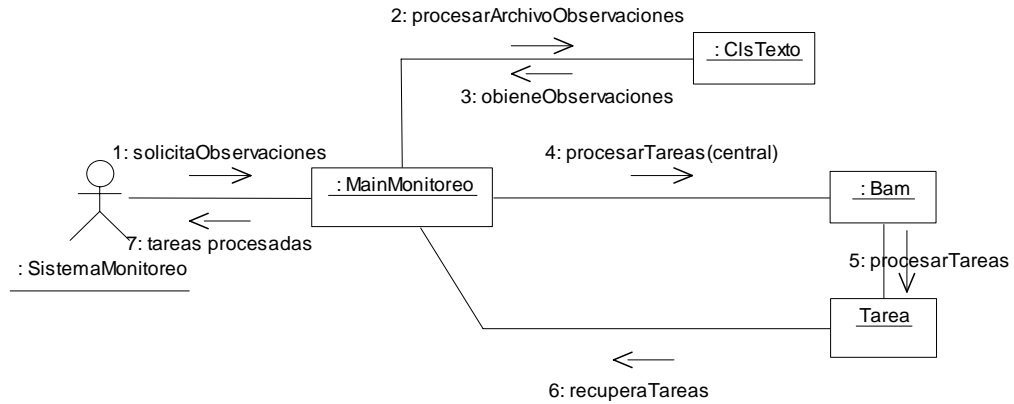 2: procesarArchivoObservaciones
: ClsTexto
3: obieneObservaciones
1: solicitaObservaciones
4: procesarTareas(central)
: MainMonitoreo
: Bam
7: tareas procesadas
: SistemaMonitoreo
5: procesarTareas
Tarea
6: recuperaTareas